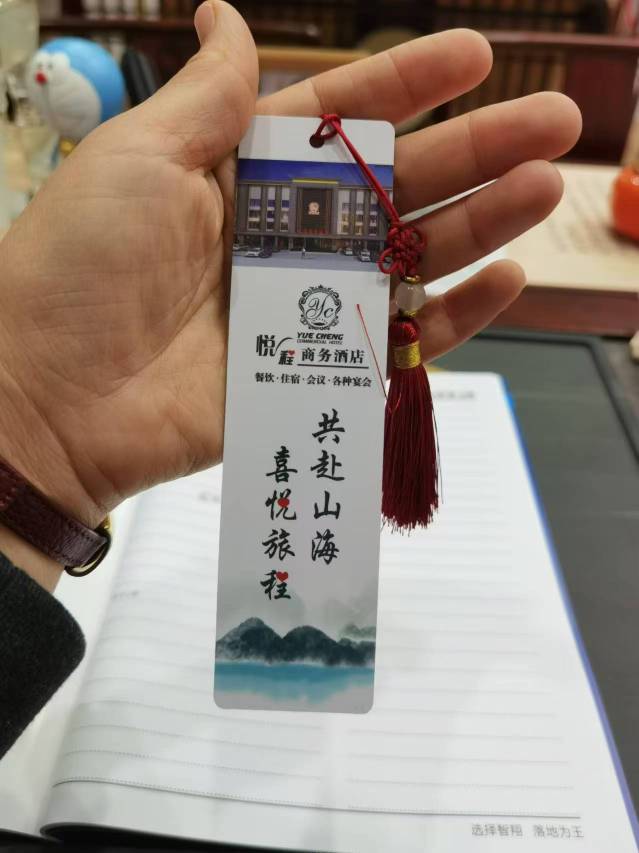 Yc
YUE CHENG
COMMERCIAL HOTEL
悦程 商务酒店
餐饮·住宿·会议·各种宴会
共赴山海
喜悦旅程
选择智翔 落地为王